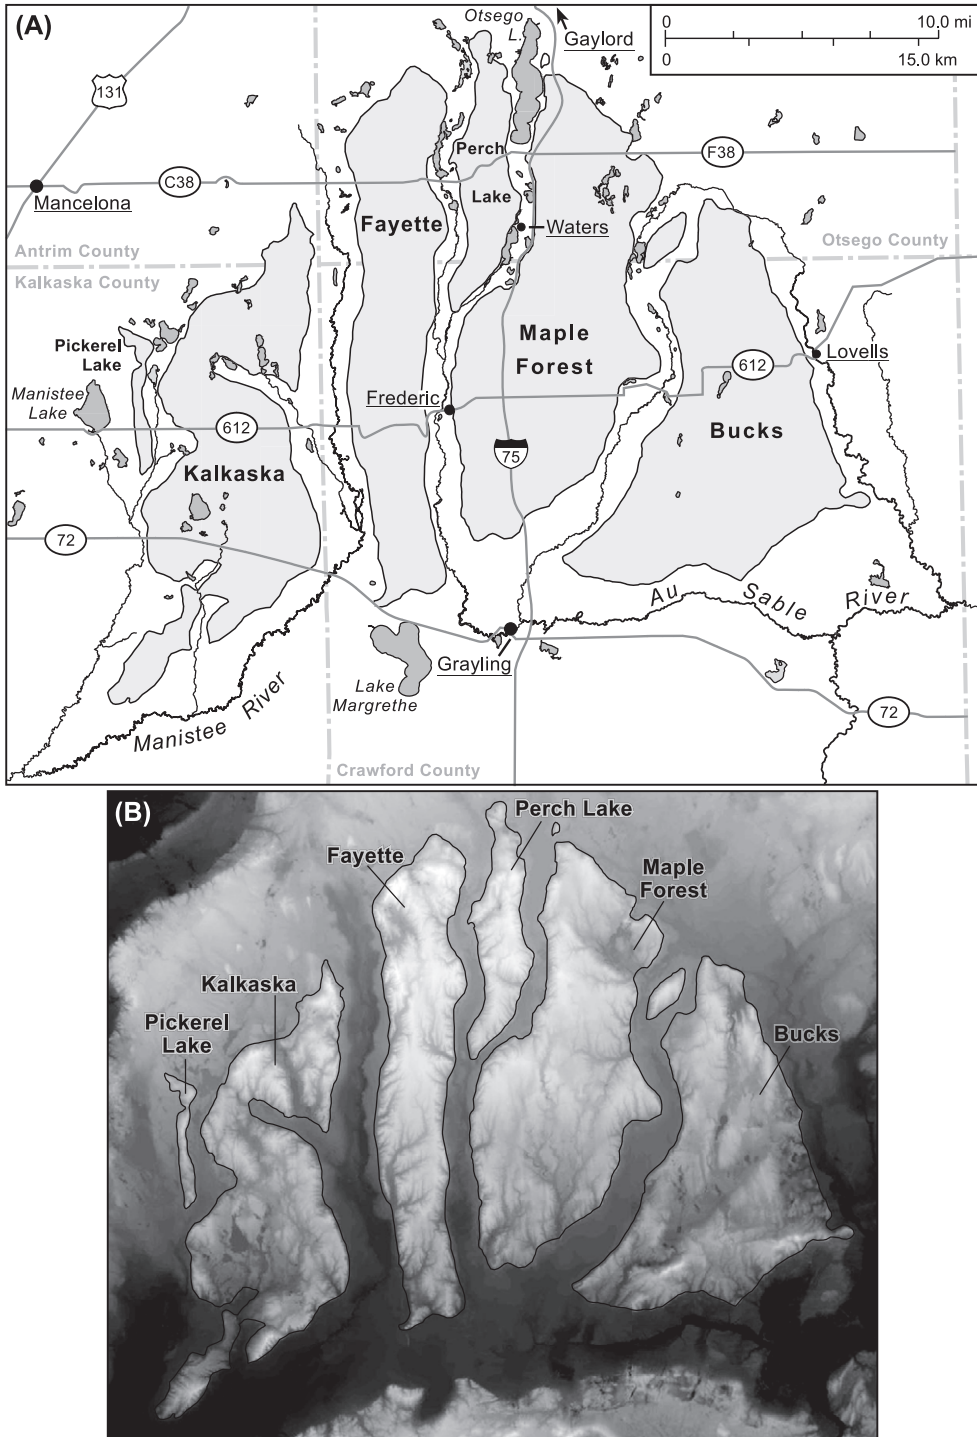 (A)
Otsego
L.
Gaylord
0 10.0 mi
0 15.0 km
131
C38
F38
Perch
Lake
Mancelona
Fayette
Waters
Antrim County
Kalkaska County
Otsego County
Pickerel
Lake
Maple
Forest
612
Lovells
Manistee
Lake
Frederic
612
Kalkaska
75
Bucks
72
Au Sable River
Grayling
Lake
Margrethe
Manistee River
72
Crawford County
(B)
Perch Lake
Fayette
Maple
Forest
Kalkaska
Pickerel
Lake
Bucks